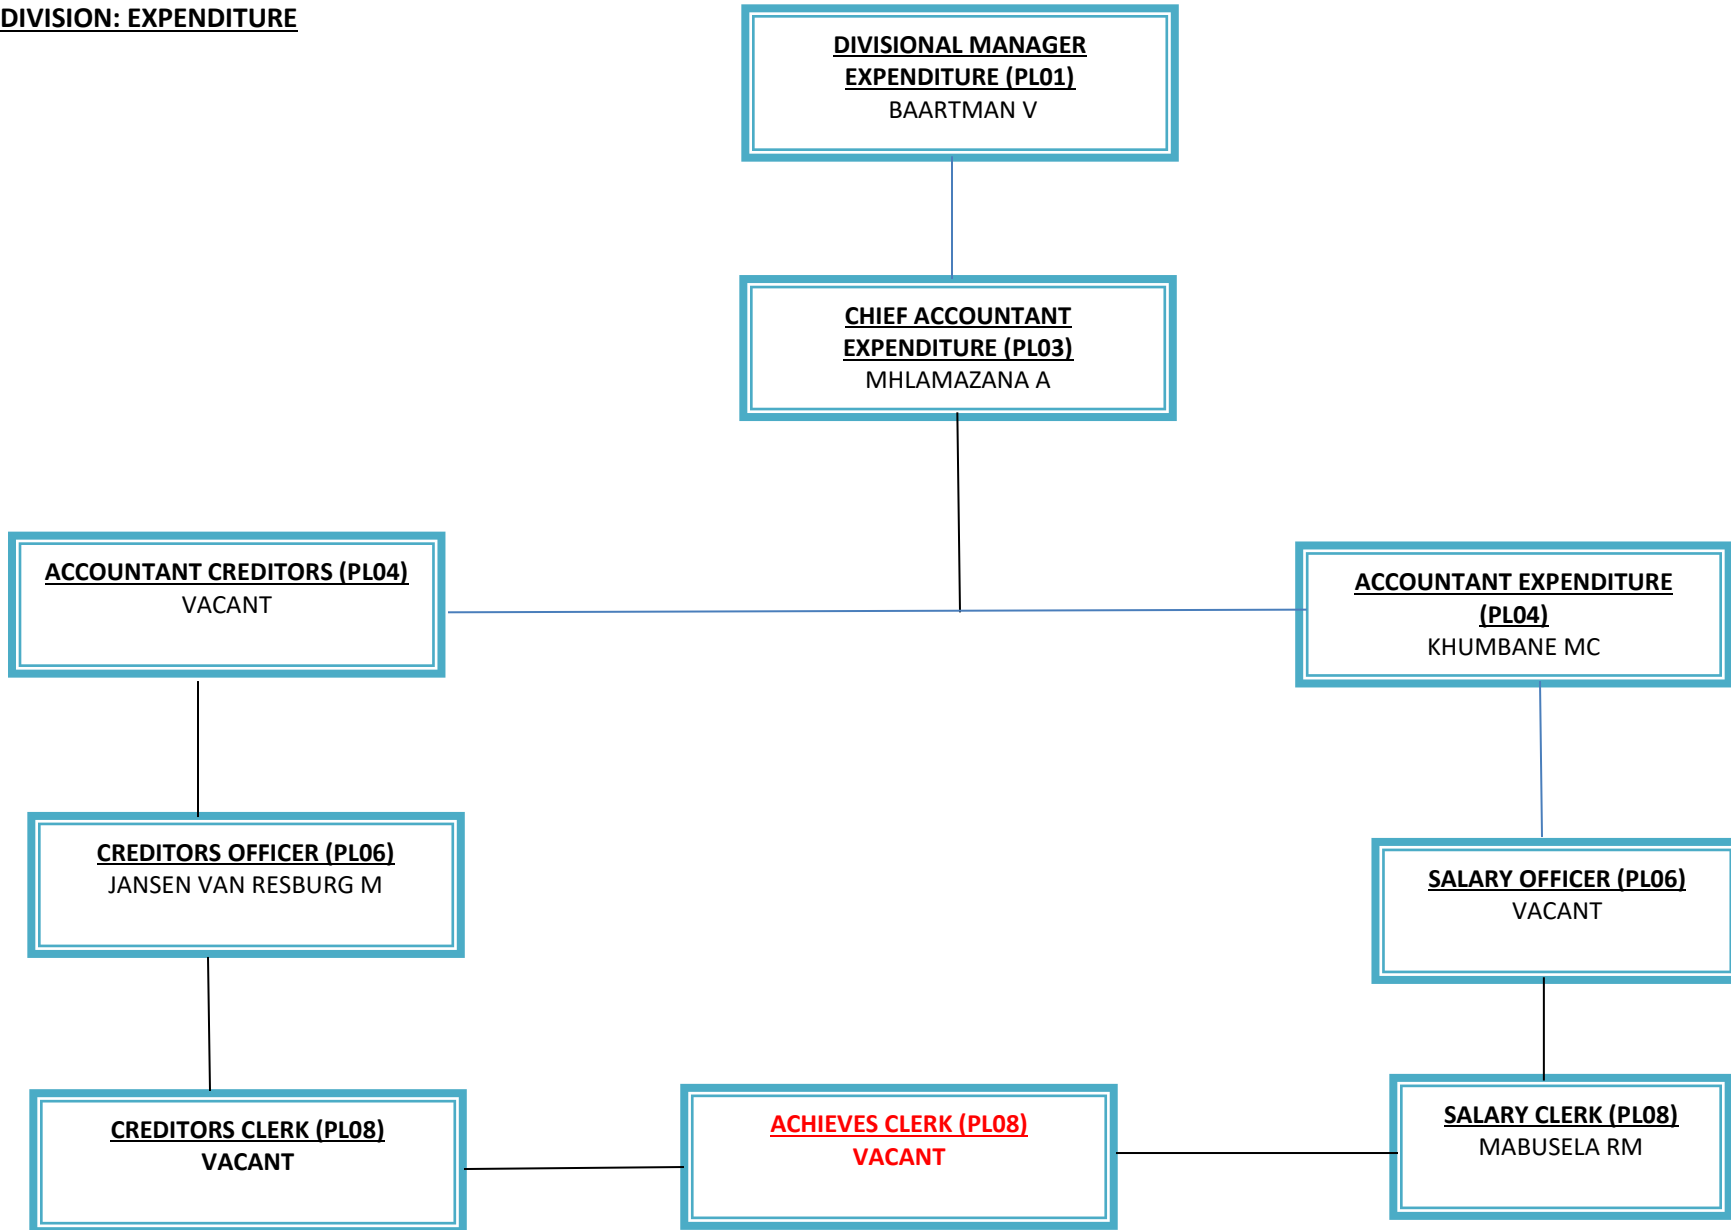 DIVISION: EXPENDITURE
DIVISIONAL MANAGER
EXPENDITURE (PL01)
BAARTMAN V
CHIEF ACCOUNTANT
EXPENDITURE (PL03)
MHLAMAZANA A
ACCOUNTANT CREDITORS (PL04)
VACANT
ACCOUNTANT EXPENDITURE
(PL04)
KHUMBANE MC
CREDITORS OFFICER (PL06)
JANSEN VAN RESBURG M
SALARY OFFICER (PL06)
VACANT
CREDITORS CLERK (PL08)
VACANT
ACHIEVES CLERK (PL08)
VACANT
SALARY CLERK (PL08)
MABUSELA RM